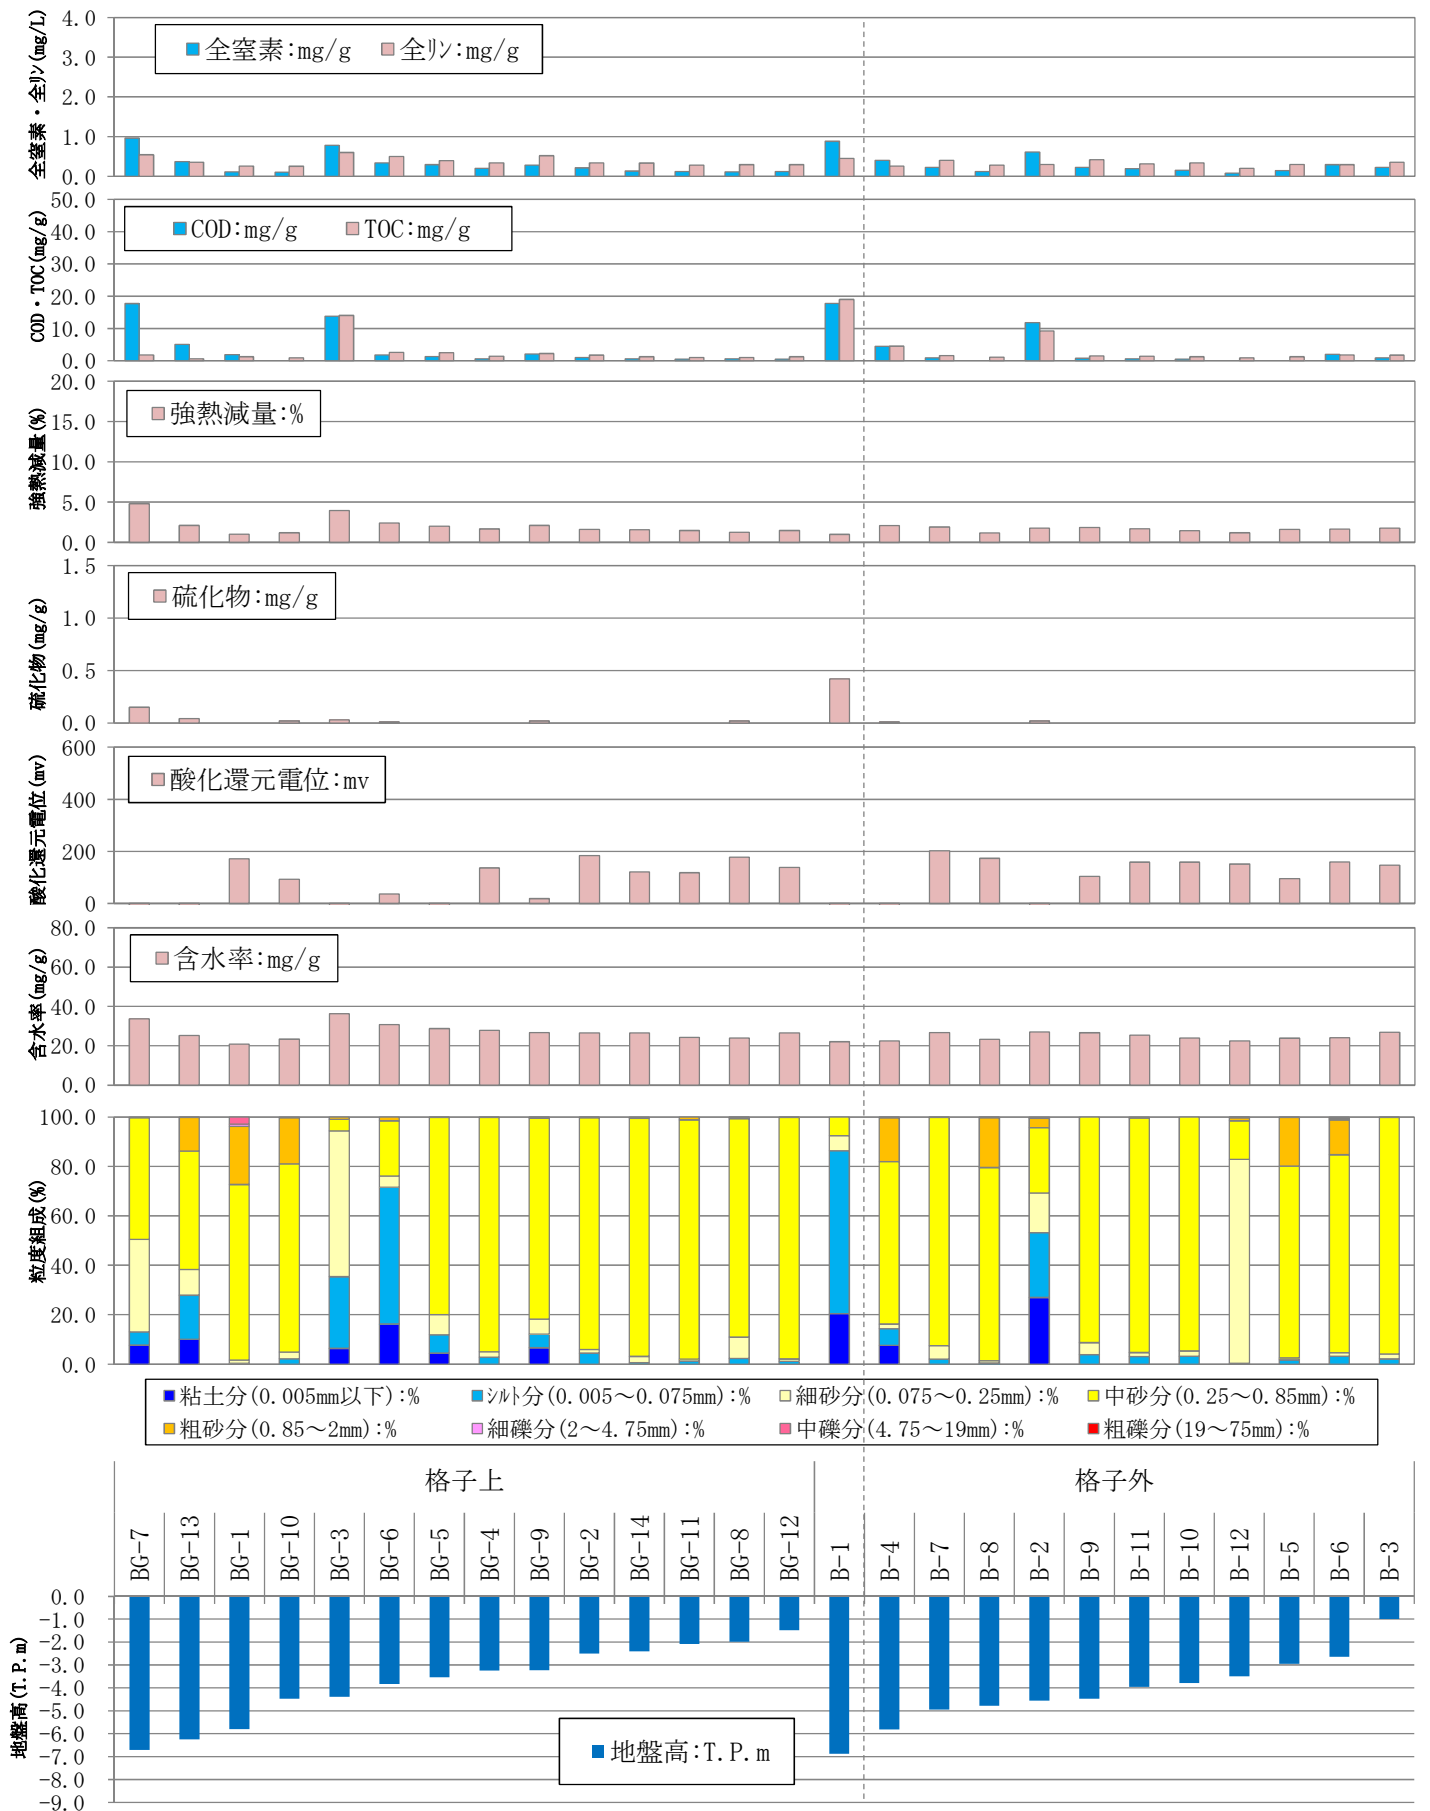 全窒素・全ﾘﾝ(mg/L)
4.0
3.0
2.0
1.0
0.0
全窒素:mg/g 全ﾘﾝ:mg/g
COD・TOC(mg/g)
50.0
40.0
30.0
20.0
10.0
0.0
COD:mg/g TOC:mg/g
強熱減量(%)
20.0
15.0
10.0
5.0
0.0
強熱減量:%
硫化物(mg/g)
1.5
1.0
0.5
0.0
硫化物:mg/g
酸化還元電位(mv)
600
400
200
0
酸化還元電位:mv
含水率(mg/g)
80.0
60.0
40.0
20.0
0.0
含水率:mg/g
粒度組成(%)
100.0
80.0
60.0
40.0
20.0
0.0
粘土分(0.005mm以下):% ｼﾙﾄ分(0.005～0.075mm):% 細砂分(0.075～0.25mm):% 中砂分(0.25～0.85mm):%
粗砂分(0.85～2mm):% 細礫分(2～4.75mm):% 中礫分(4.75～19mm):% 粗礫分(19～75mm):%
格子上 格子外
BG-7 BG-13 BG-1 BG-10 BG-3 BG-6 BG-5 BG-4 BG-9 BG-2 BG-14 BG-11 BG-8 BG-12 B-1 B-4 B-7 B-8 B-2 B-9 B-11 B-10 B-12 B-5 B-6 B-3
地盤高(T.P.m)
0.0
-1.0
-2.0
-3.0
-4.0
-5.0
-6.0
-7.0
-8.0
-9.0
地盤高:T.P.m